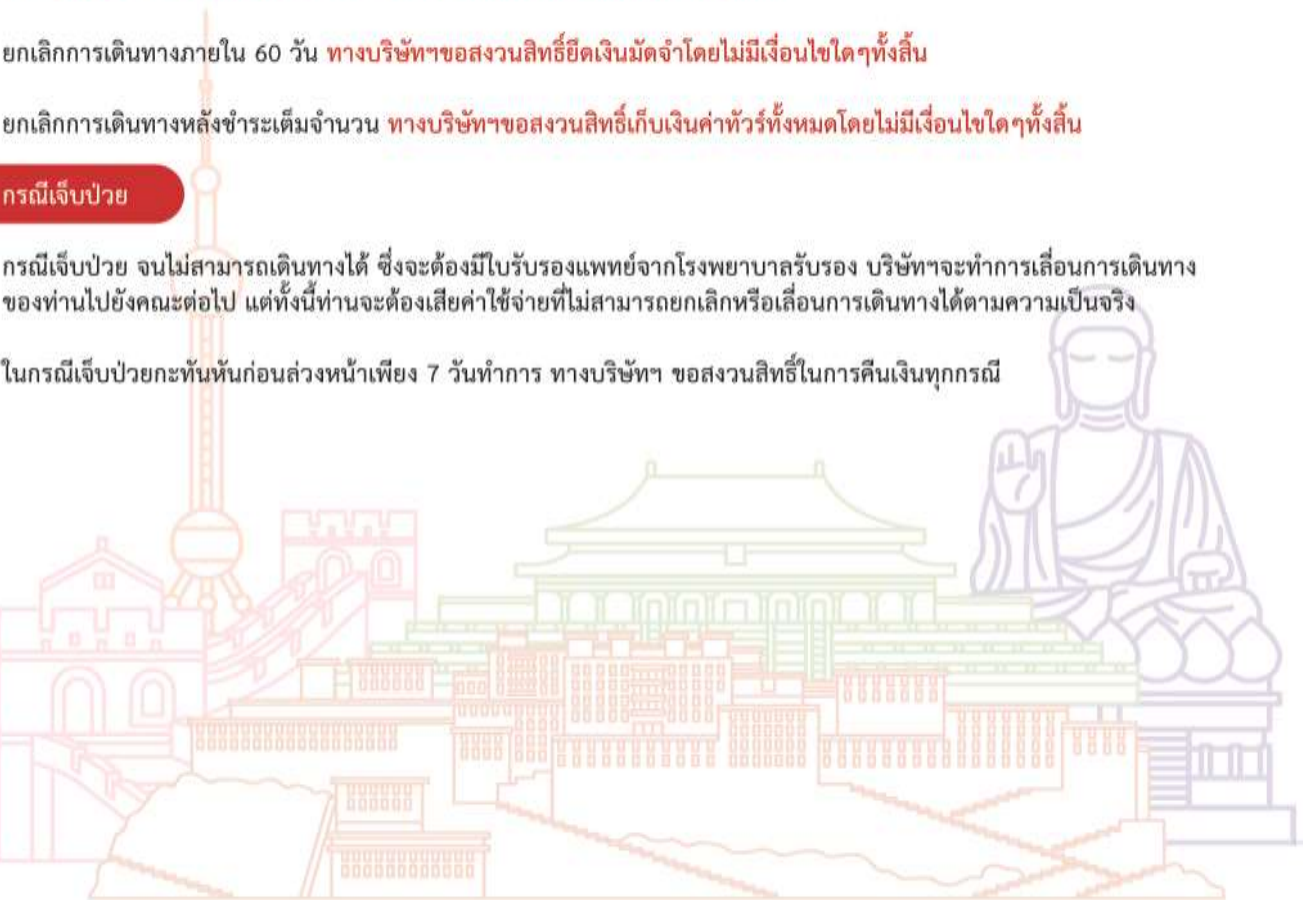 ยกเลิกการเดินทางภายใน 60 วัน ทางบริษัทฯขอสงวนสิทธิ์ยึดเงินมัดจำโดยไม่มีเงื่อนไขใดๆทั้งสิ้น
ยกเลิกการเดินทางหลังชำระเต็มจำนวน ทางบริษัทฯขอสงวนสิทธิ์เก็บเงินค่าทัวร์ทั้งหมดโดยไม่มีเงื่อนไขใดๆทั้งสิ้น
กรณีเจ็บป่วย
กรณีเจ็บป่วย จนไม่สามารถเดินทางได้ ซึ่งจะต้องมีใบรับรองแพทย์จากโรงพยาบาลรับรอง บริษัทฯจะทำการเลื่อนการเดินทาง
ของท่านไปยังคณะต่อไป แต่ทั้งนี้ท่านจะต้องเสียค่าใช้จ่ายที่ไม่สามารถยกเลิกหรือเลื่อนการเดินทางได้ตามความเป็นจริง
ในกรณีเจ็บป่วยกะทันหันก่อนล่วงหน้าเพียง 7 วันทำการ ทางบริษัทฯ ขอสงวนสิทธิ์ในการคืนเงินทุกกรณี